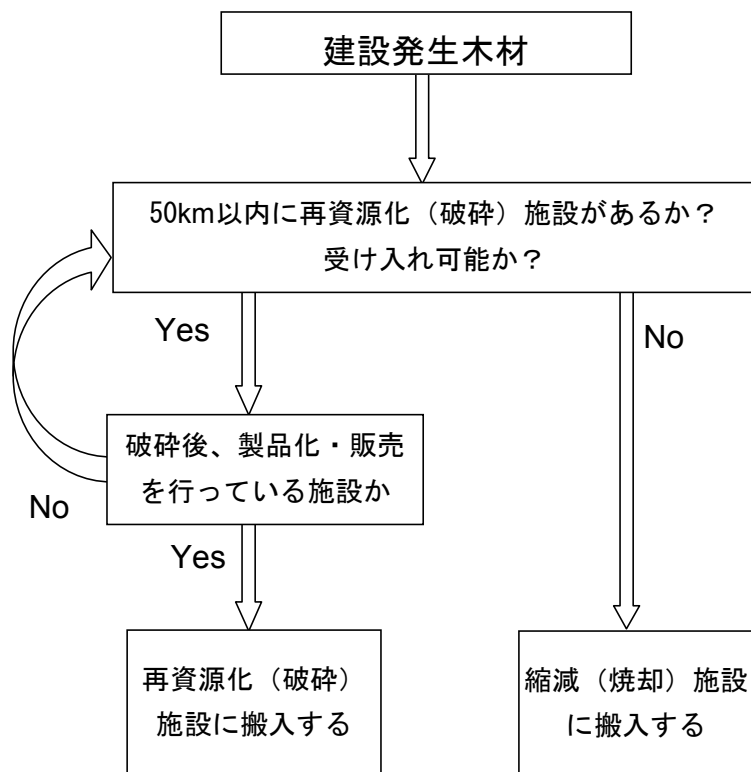 建設発生木材
50km以内に再資源化（破砕）施設があるか？
受け入れ可能か？
Yes
No
破砕後、製品化・販売
を行っている施設か
No
Yes
再資源化（破砕）
施設に搬入する
縮減（焼却）施設
に搬入する